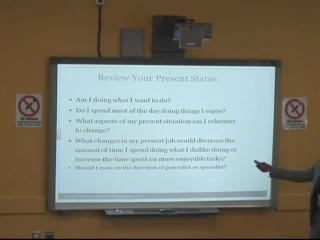 Review Your Present Status
• Am I doing what I want to do?
• Do I spend most of the day doing things I enjoy?
• What aspects of my present situation am I reluctant
to change?
• What changes in my present job would decrease the
amount of time I spend doing what I dislike doing or
increase the time spent on more enjoyable tasks?
• Should I move in the direction of generalist or specialist?